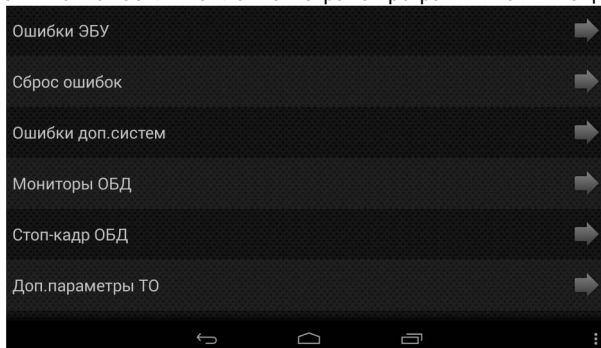 Ошибки ЭБУ
Сброс ошибок
Ошибки доп.систем
Мониторы ОБД
Стоп-кадр ОБД
Доп.параметры ТО